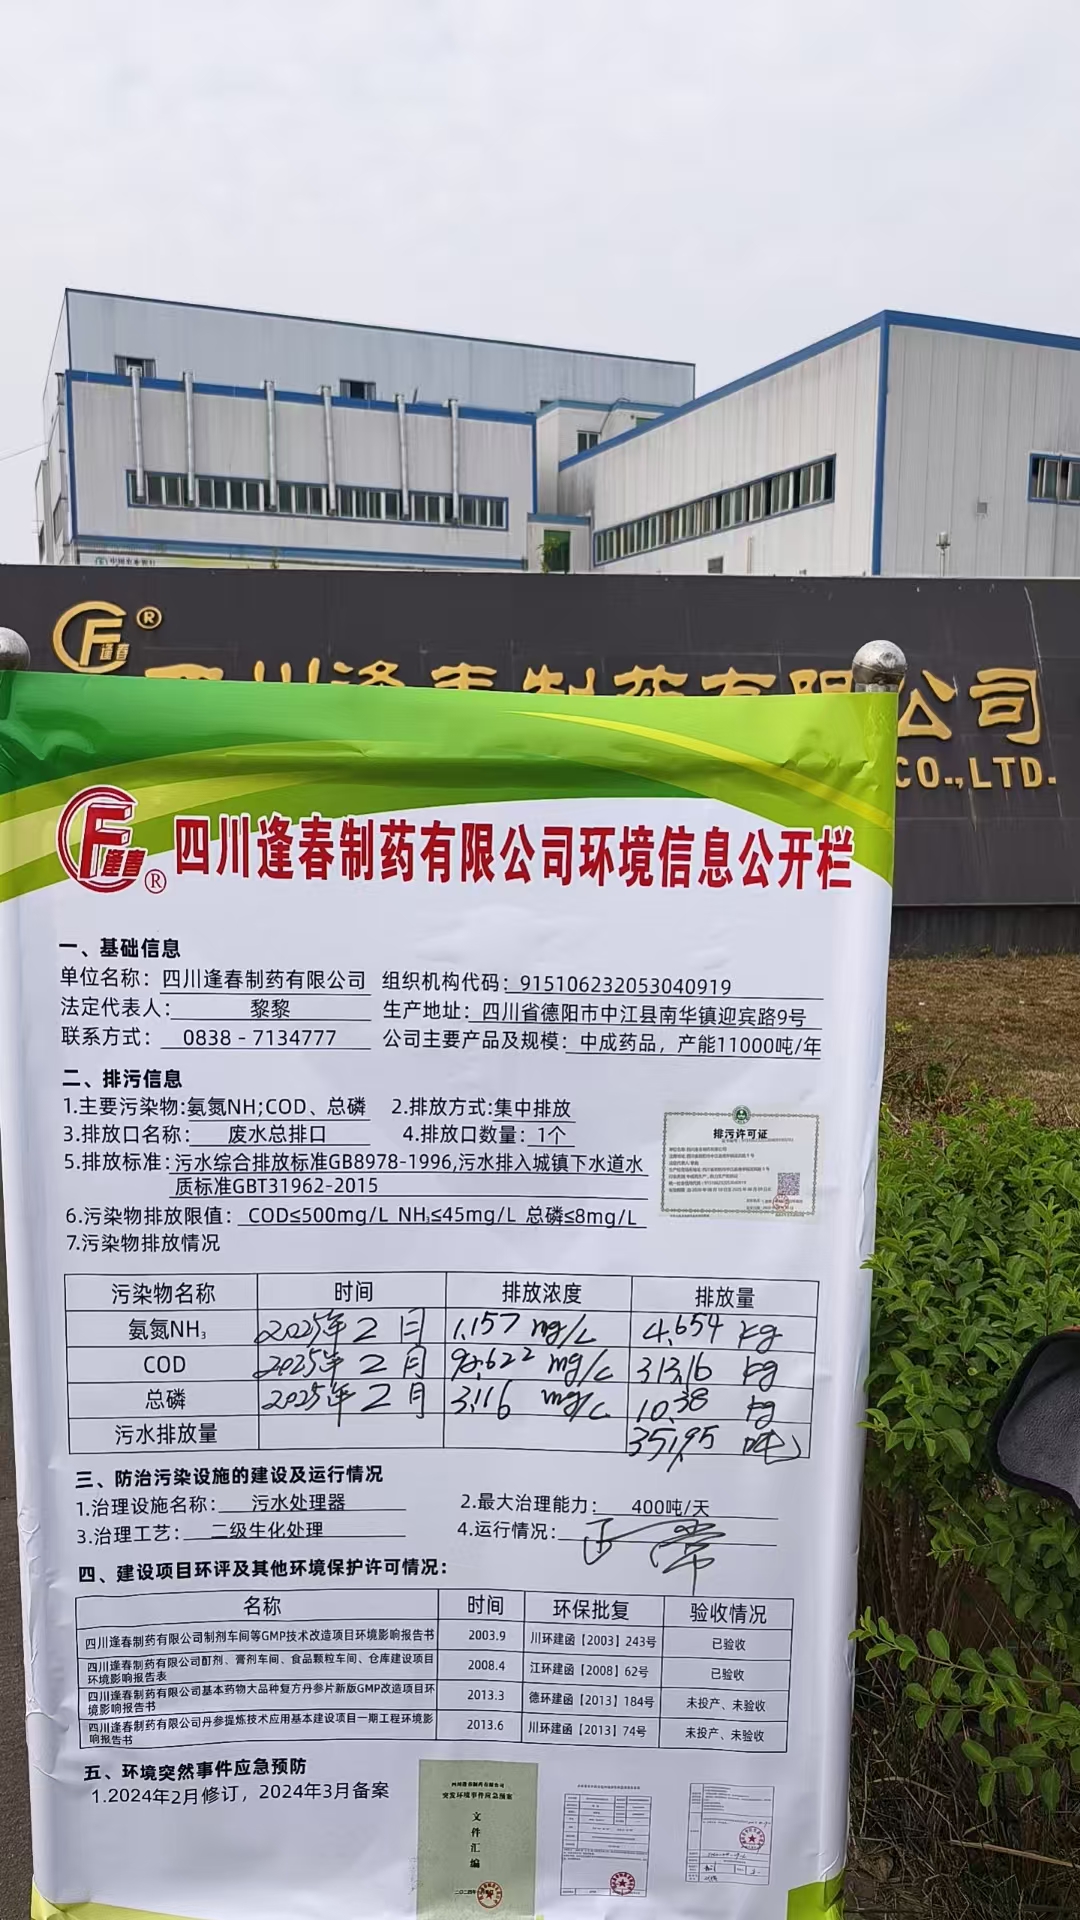 中国农业银行
F逢春®
四川逢春制药有限公司
CO.,LTD.
F逢春®
四川逢春制药有限公司环境信息公开栏
一、基础信息
单位名称：四川逢春制药有限公司 组织机构代码：915106232053040919
法定代表人： 黎黎 生产地址：四川省德阳市中江县南华镇迎宾路9号
联系方式： 0838-7134777 公司主要产品及规模：中成药品，产能11000吨/年
二、排污信息
1.主要污染物:氨氮NH;COD、总磷 2.排放方式:集中排放
3.排放口名称： 废水总排口 4.排放口数量：1个
5.排放标准：污水综合排放标准GB8978-1996,污水排入城镇下水道水
质标准GBT31962-2015
6.污染物排放限值：COD≤500mg/L NH₃≤45mg/L 总磷≤8mg/L
7.污染物排放情况
排污许可证
污染物名称 时间 排放浓度 排放量
氨氮NH₃ 2025年2月 1.157 mg/L 4.654 kg
COD 2025年2月 mg/L 313.16 kg
总磷 2025年2月 3.116 mg/L 10.38 kg
污水排放量 3519.5 吨
三、防治污染设施的建设及运行情况
1.治理设施名称： 污水处理器 2.最大治理能力： 400吨/天
3.治理工艺： 二级生化处理 4.运行情况： 正常
四、建设项目环评及其他环境保护许可情况：
名称 时间 环保批复 验收情况
四川逢春制药有限公司制剂车间等GMP技术改造项目环境影响报告书 2003.9 川环建函【2003】243号 已验收
四川逢春制药有限公司酊剂、膏剂车间、食品颗粒车间、仓库建设项目
环境影响报告表 2008.4 江环建函【2008】62号 已验收
四川逢春制药有限公司基本药物大品种复方丹参片新版GMP改造项目环
境影响报告书 2013.3 德环建函【2013】184号 未投产、未验收
四川逢春制药有限公司丹参提炼技术应用基本建设项目一期工程环境影
响报告书 2013.6 川环建函【2013】74号 未投产、未验收
五、环境突然事件应急预防
1.2024年2月修订，2024年3月备案
四川逢春制药有限公司
突发环境事件应急预案
文件汇编